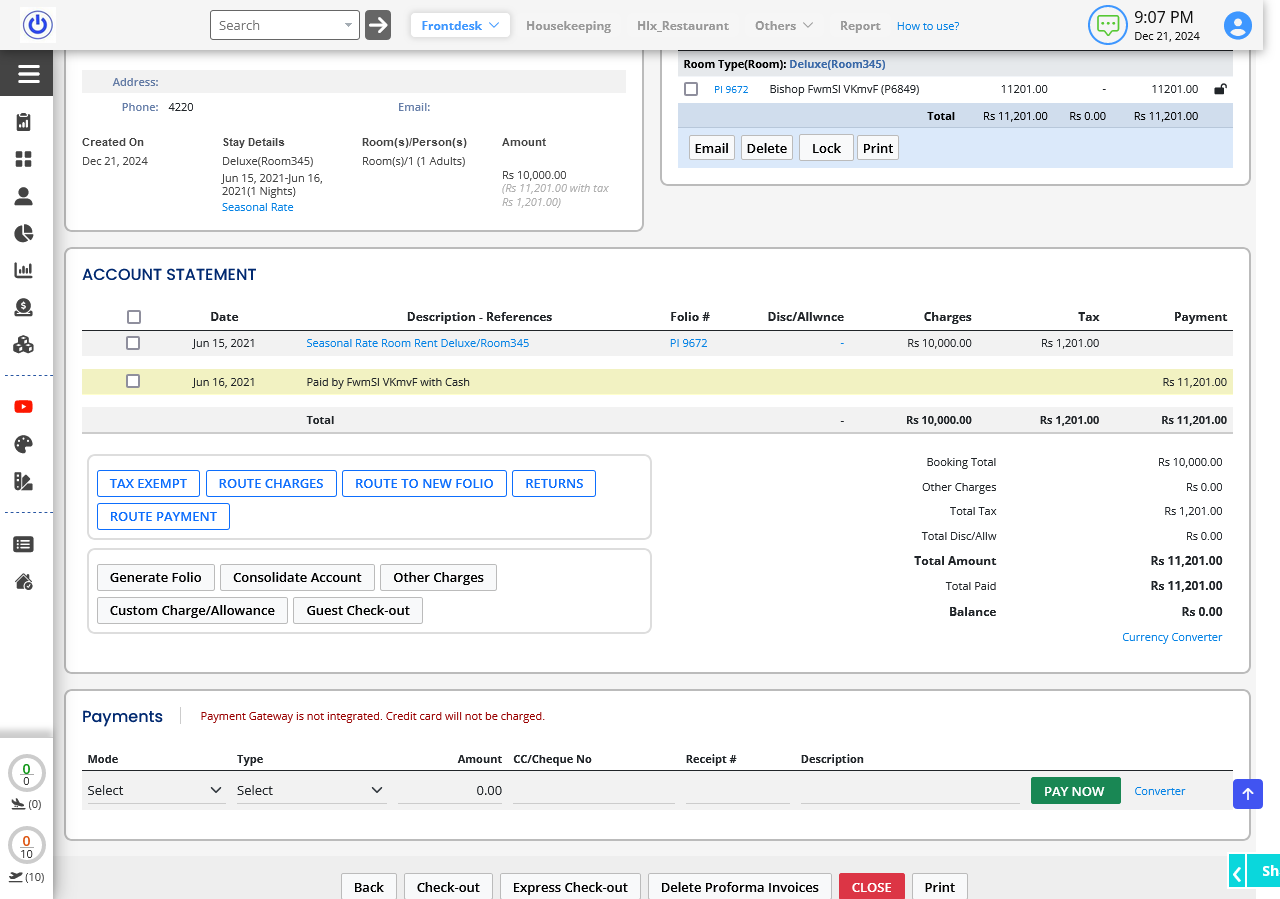 Search
Frontdesk
Housekeeping
Hlx_Restaurant
Others
Report
How to use?
9:07 PM
Dec 21, 2024
Address:
Phone: 4220 Email:
Created On Stay Details Room(s)/Person(s) Amount
Dec 21, 2024 Deluxe(Room345) Room(s)/1 (1 Adults)
Jun 15, 2021-Jun 16, Rs 10,000.00
2021(1 Nights) (Rs 11,201.00 with tax
Seasonal Rate Rs 1,201.00)
Room Type(Room): Deluxe(Room345)
PI 9672 Bishop FwmSI VKmvF (P6849) 11201.00 - 11201.00
Total Rs 11,201.00 Rs 0.00 Rs 11,201.00
Email Delete Lock Print
ACCOUNT STATEMENT
Date Description - References Folio # Disc/Allwnce Charges Tax Payment
Jun 15, 2021 Seasonal Rate Room Rent Deluxe/Room345 PI 9672 - Rs 10,000.00 Rs 1,201.00
Jun 16, 2021 Paid by FwmSI VKmvF with Cash Rs 11,201.00
Total - Rs 10,000.00 Rs 1,201.00 Rs 11,201.00
TAX EXEMPT ROUTE CHARGES ROUTE TO NEW FOLIO RETURNS
ROUTE PAYMENT
Generate Folio Consolidate Account Other Charges
Custom Charge/Allowance Guest Check-out
Booking Total Rs 10,000.00
Other Charges Rs 0.00
Total Tax Rs 1,201.00
Total Disc/Allw Rs 0.00
Total Amount Rs 11,201.00
Total Paid Rs 11,201.00
Balance Rs 0.00
Currency Converter
Payments Payment Gateway is not integrated. Credit card will not be charged.
Mode Type Amount CC/Cheque No Receipt # Description
Select Select 0.00 PAY NOW Converter
0
0
(0)
0
10
(10)
Back Check-out Express Check-out Delete Proforma Invoices CLOSE Print
Sh